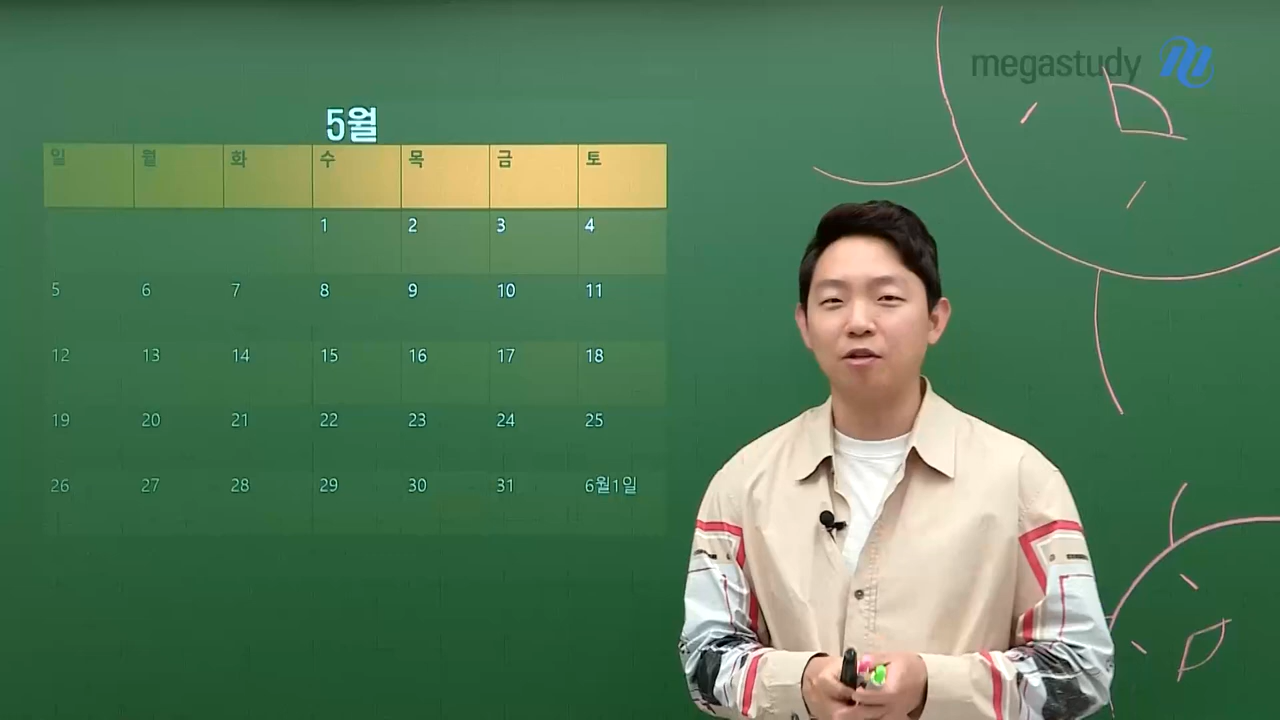 megastudy
5월
일 월 화 수 목 금 토
1 2 3 4
5 6 7 8 9 10 11
12 13 14 15 16 17 18
19 20 21 22 23 24 25
26 27 28 29 30 31 6월1일